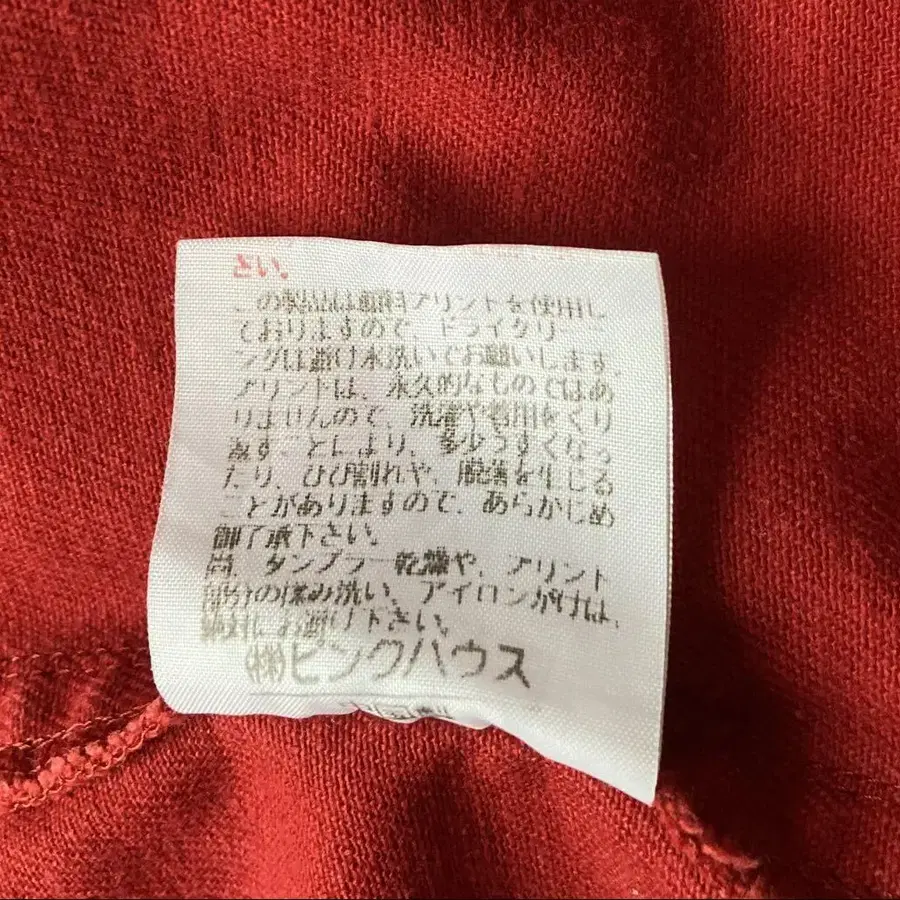 さい。
この製品は顔料プリントを使用し
ておりますので、ドライクリー
ングは避け水洗いでお願いします。
プリントは、永久的なものではあ
りませんので、洗濯や着用をくり
返すことにより、多少うすくなっ
たり、ひび割れや、脱落を生じる
ことがありますので、あらかじめ
御了承下さい。
尚、タンブラー乾燥や、プリント
部分の揉み洗い、アイロンがけは、
絶対にお避け下さい。
(株)ピンクハウス